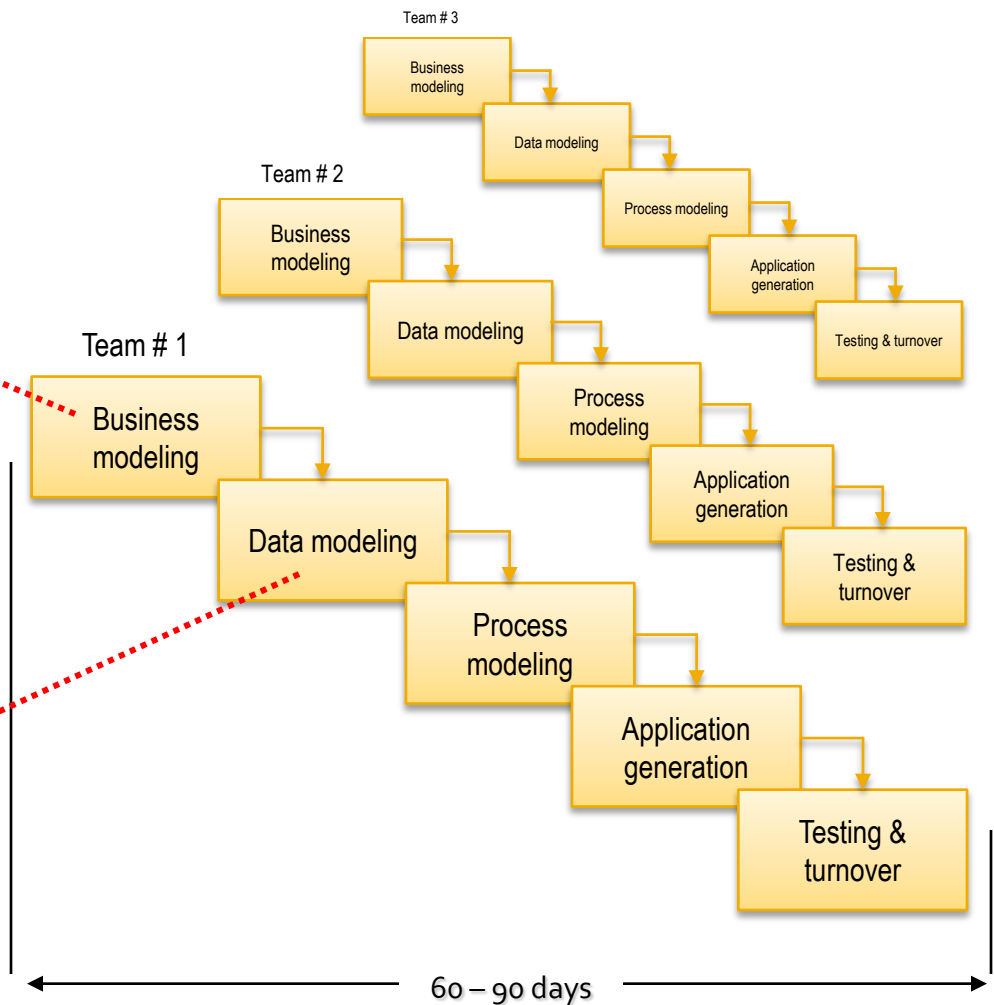 Team # 3
Business
modeling
Data modeling
Process modeling
Application
generation
Testing & turnover
Team # 2
Business
modeling
Data modeling
Process
modeling
Application
generation
Testing &
turnover
Team # 1
Business
modeling
Data modeling
Process
modeling
Application
generation
Testing &
turnover
60 – 90 days